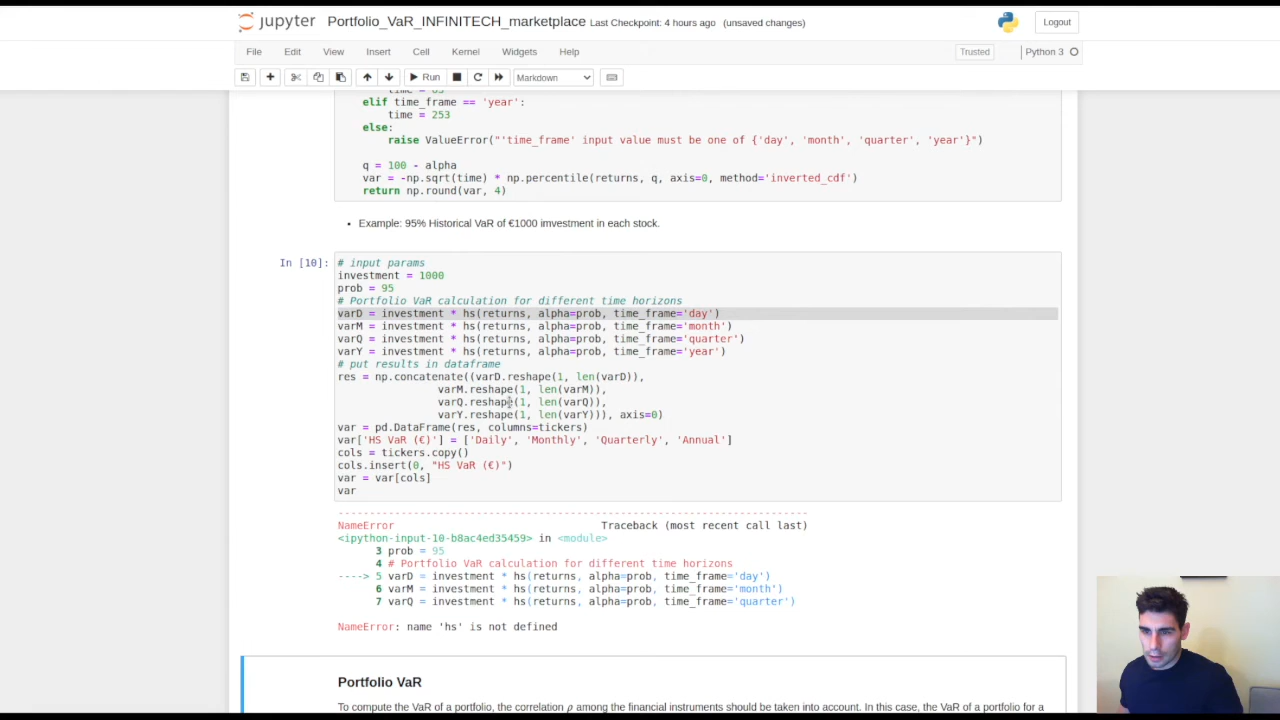 jupyter Portfolio_VaR_INFINITECH_marketplace Last Checkpoint: 4 hours ago (unsaved changes) Logout
File Edit View Insert Cell Kernel Widgets Help Trusted Python 3
Run Markdown
elif time_frame == 'year':
time = 253
else:
raise ValueError("'time_frame' input value must be one of {'day', 'month', 'quarter', 'year'}")
q = 100 - alpha
var = -np.sqrt(time) * np.percentile(returns, q, axis=0, method='inverted_cdf')
return np.round(var, 4)
• Example: 95% Historical VaR of €1000 imvestment in each stock.
In [10]: # input params
investment = 1000
prob = 95
# Portfolio VaR calculation for different time horizons
varD = investment * hs(returns, alpha=prob, time_frame='day')
varM = investment * hs(returns, alpha=prob, time_frame='month')
varQ = investment * hs(returns, alpha=prob, time_frame='quarter')
varY = investment * hs(returns, alpha=prob, time_frame='year')
# put results in dataframe
res = np.concatenate((varD.reshape(1, len(varD)),
varM.reshape(1, len(varM)),
varQ.reshape(1, len(varQ)),
varY.reshape(1, len(varY))), axis=0)
var = pd.DataFrame(res, columns=tickers)
var['HS VaR (€)'] = ['Daily', 'Monthly', 'Quarterly', 'Annual']
cols = tickers.copy()
cols.insert(0, "HS VaR (€)")
var = var[cols]
var
---------------------------------------------------------------------------
NameError Traceback (most recent call last)
<ipython-input-10-b8ac4ed35459> in <module>
3 prob = 95
4 # Portfolio VaR calculation for different time horizons
----> 5 varD = investment * hs(returns, alpha=prob, time_frame='day')
6 varM = investment * hs(returns, alpha=prob, time_frame='month')
7 varQ = investment * hs(returns, alpha=prob, time_frame='quarter')
NameError: name 'hs' is not defined
Portfolio VaR
To compute the VaR of a portfolio, the correlation ρ among the financial instruments should be taken into account. In this case, the VaR of a portfolio for a